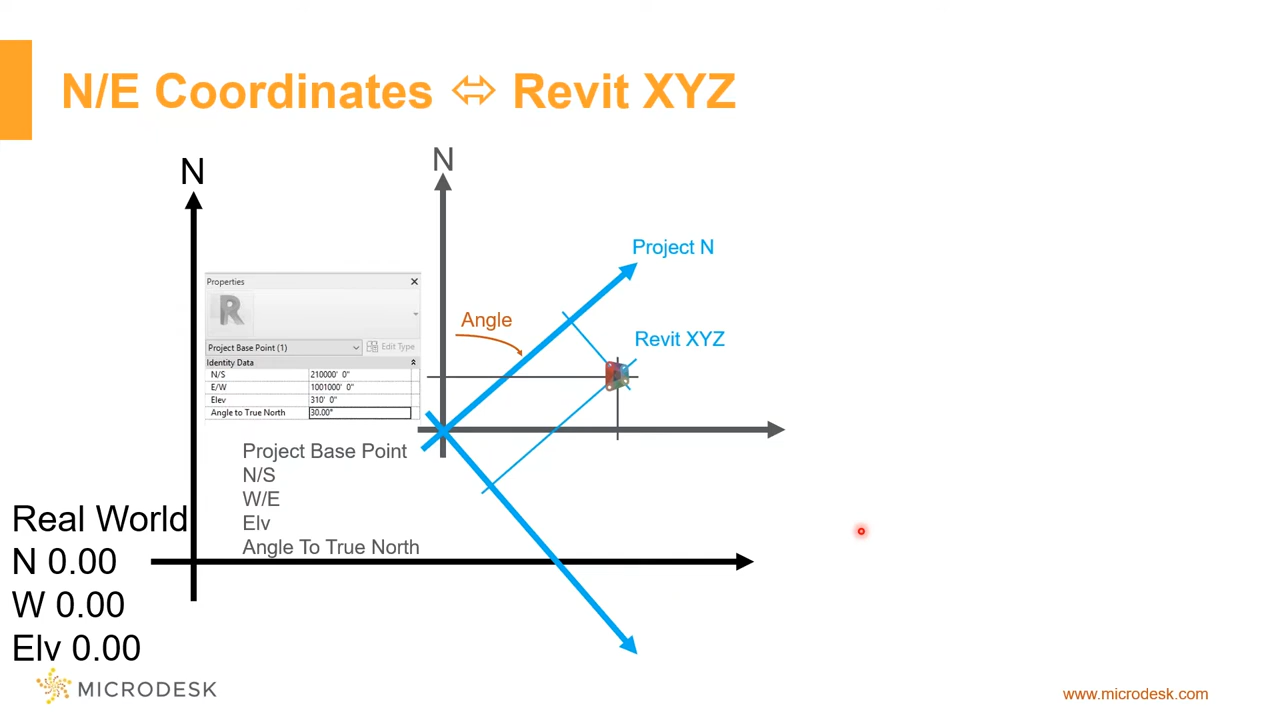 N/E Coordinates ⬄ Revit XYZ
N
N
Project N
Properties
Angle
Revit XYZ
R
Project Base Point (1)
Edit Type
Identity Data
N/S 210000' 0"
E/W 1001000' 0"
Elev 310' 0"
Angle to True North 30.00°
Project Base Point
N/S
W/E
Elv
Angle To True North
Real World
N 0.00
W 0.00
Elv 0.00
MICRODESK
www.microdesk.com